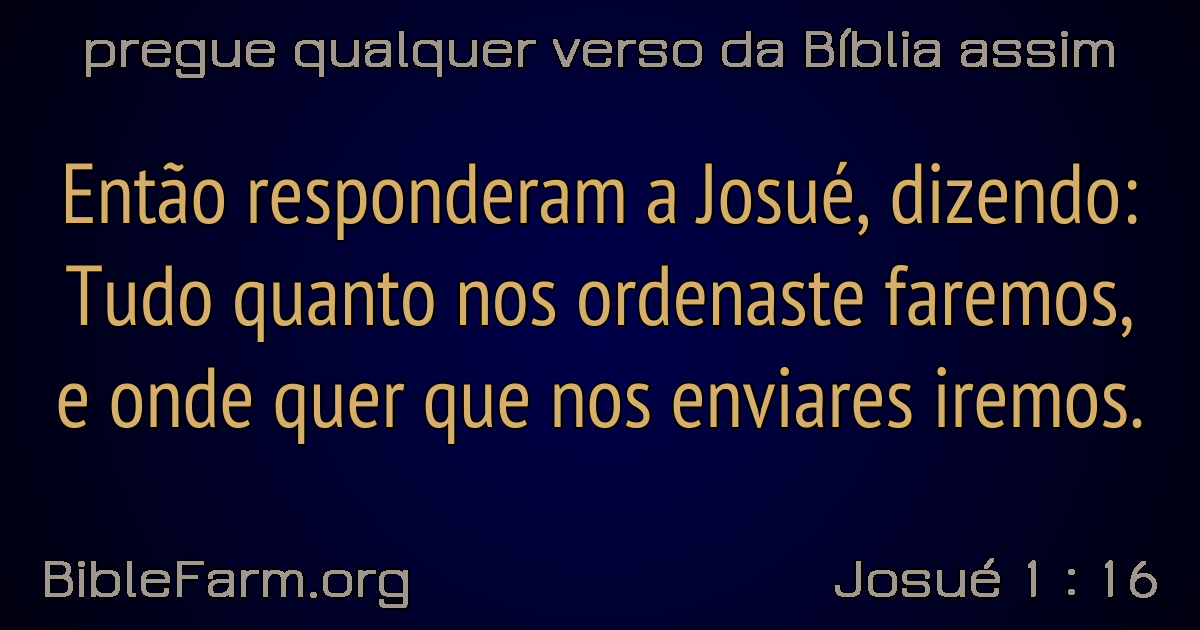 pregue qualquer verso da Bíblia assim
Então responderam a Josué, dizendo:
Tudo quanto nos ordenaste faremos,
e onde quer que nos enviares iremos.
BibleFarm.org
Josué 1 : 16